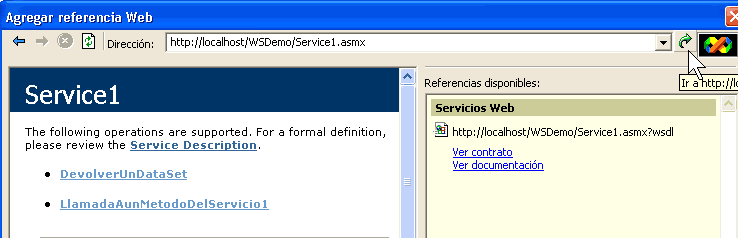 Agregar referencia Web
Dirección: http://localhost/WSDemo/Service1.asmx
Ir a http://l
Service1
The following operations are supported. For a formal definition,
please review the Service Description.
DevolverUnDataSet
LlamadaAunMetodoDelServicio1
Referencias disponibles:
Servicios Web
http://localhost/WSDemo/Service1.asmx?wsdl
Ver contrato
Ver documentación